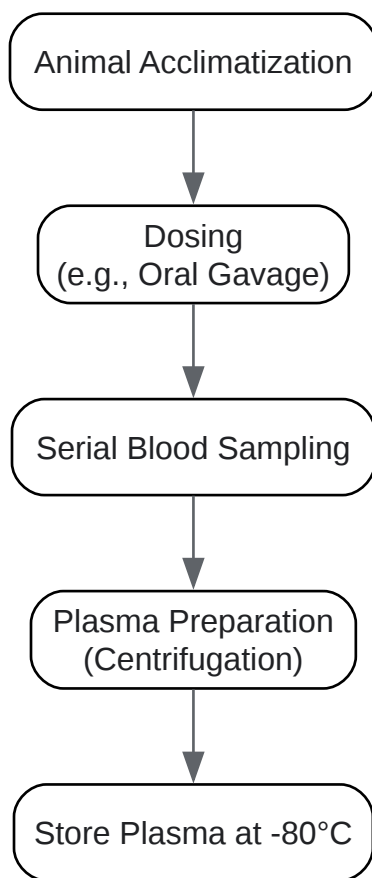 Animal Acclimatization
Dosing
(e.g., Oral Gavage)
Serial Blood Sampling
Plasma Preparation
(Centrifugation)
Store Plasma at -80°C